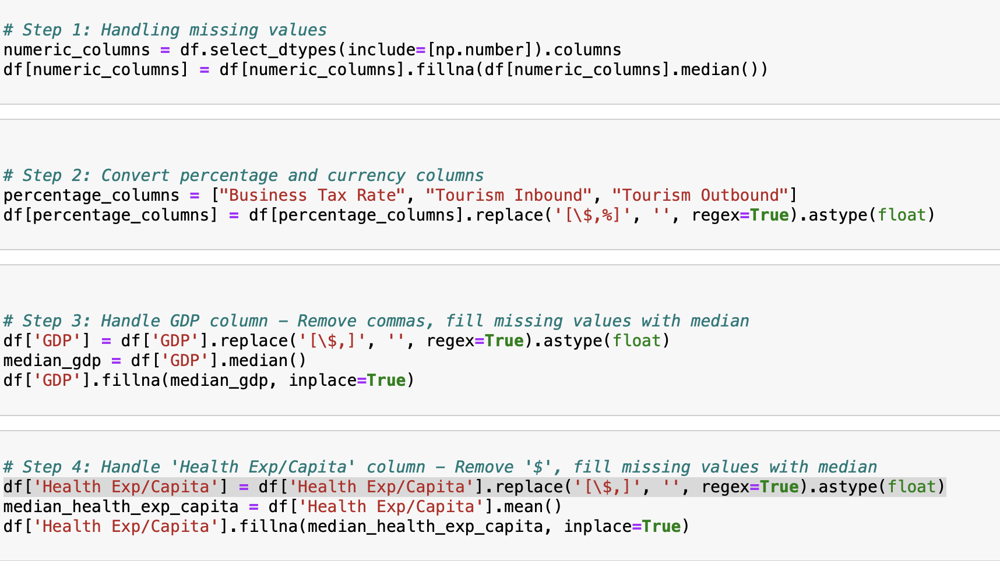 # Step 1: Handling missing values
numeric_columns = df.select_dtypes(include=[np.number]).columns
df[numeric_columns] = df[numeric_columns].fillna(df[numeric_columns].median())
# Step 2: Convert percentage and currency columns
percentage_columns = ["Business Tax Rate", "Tourism Inbound", "Tourism Outbound"]
df[percentage_columns] = df[percentage_columns].replace('[\$,%]', '', regex=True).astype(float)
# Step 3: Handle GDP column – Remove commas, fill missing values with median
df['GDP'] = df['GDP'].replace('[\$,]', '', regex=True).astype(float)
median_gdp = df['GDP'].median()
df['GDP'].fillna(median_gdp, inplace=True)
# Step 4: Handle 'Health Exp/Capita' column – Remove '$', fill missing values with median
df['Health Exp/Capita'] = df['Health Exp/Capita'].replace('[\$,]', '', regex=True).astype(float)
median_health_exp_capita = df['Health Exp/Capita'].mean()
df['Health Exp/Capita'].fillna(median_health_exp_capita, inplace=True)